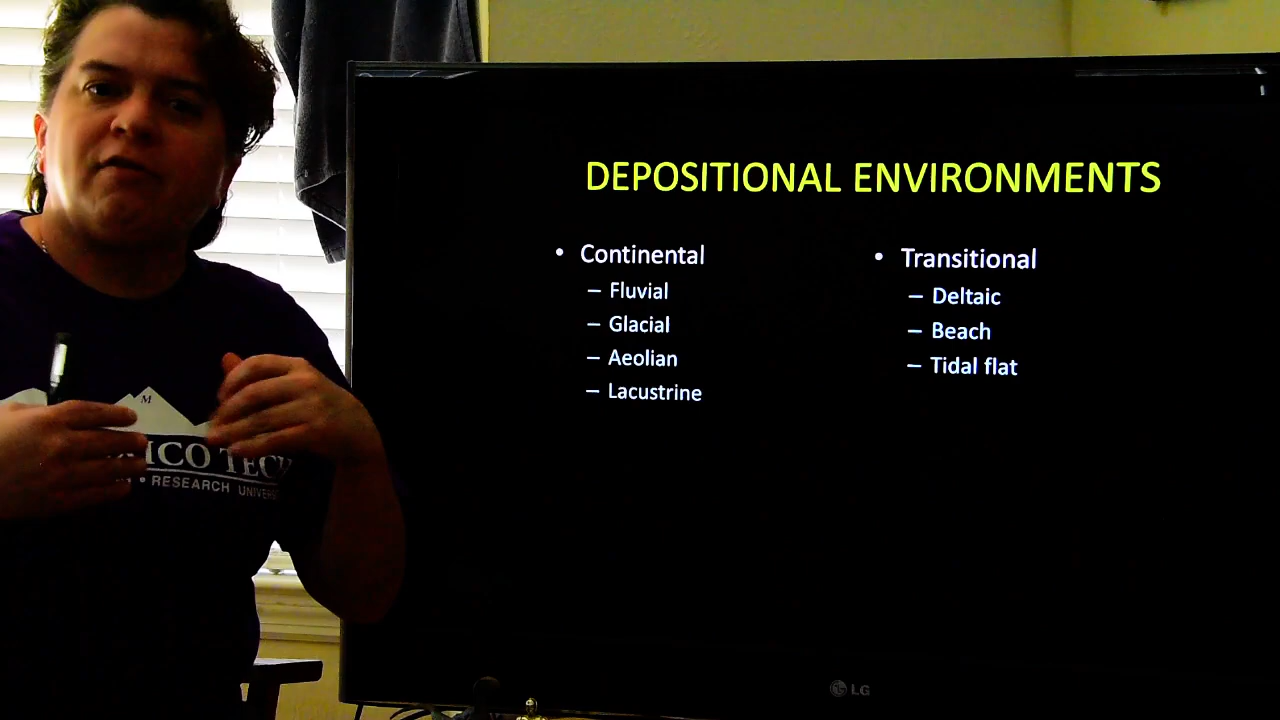 DEPOSITIONAL ENVIRONMENTS
• Continental
– Fluvial
– Glacial
– Aeolian
– Lacustrine
• Transitional
– Deltaic
– Beach
– Tidal flat
M
• RESEARCH
LG